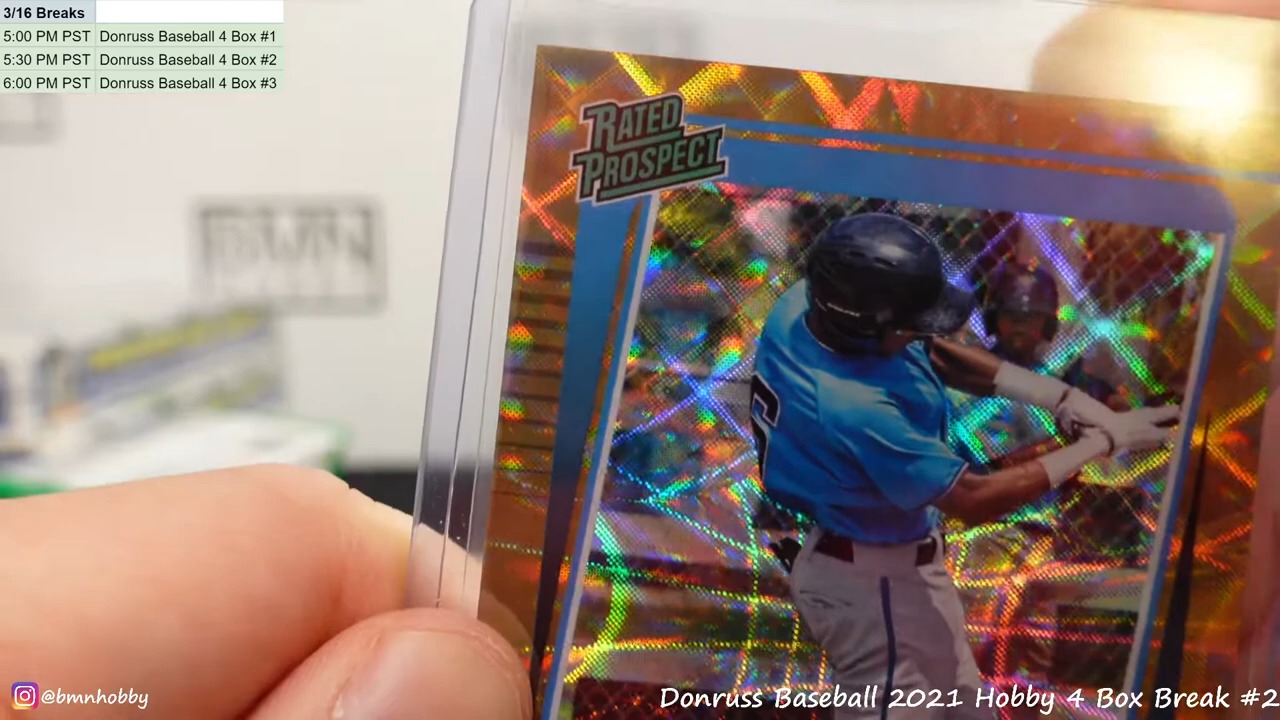 3/16 Breaks
5:00 PM PST Donruss Baseball 4 Box #1
5:30 PM PST Donruss Baseball 4 Box #2
6:00 PM PST Donruss Baseball 4 Box #3
BMN
RATED
PROSPECT
6
@bmnhobby
Donruss Baseball 2021 Hobby 4 Box Break #2